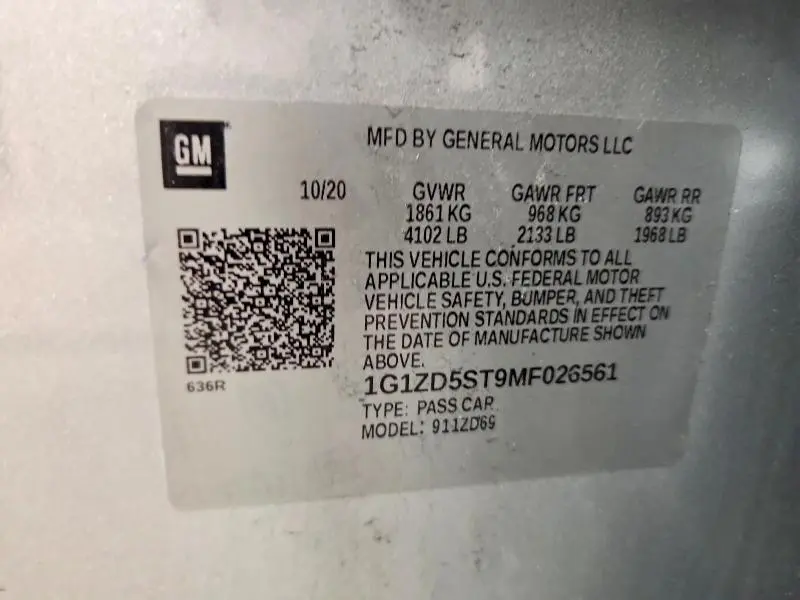 GM
MFD BY GENERAL MOTORS LLC
10/20 GVWR GAWR FRT GAWR RR
1861 KG 968 KG 893 KG
4102 LB 2133 LB 1968 LB
THIS VEHICLE CONFORMS TO ALL
APPLICABLE U.S. FEDERAL MOTOR
VEHICLE SAFETY, BUMPER, AND THEFT
PREVENTION STANDARDS IN EFFECT ON
THE DATE OF MANUFACTURE SHOWN
ABOVE.
636R
1G1ZD5ST9MF026561
TYPE: PASS CAR
MODEL: 911ZD69